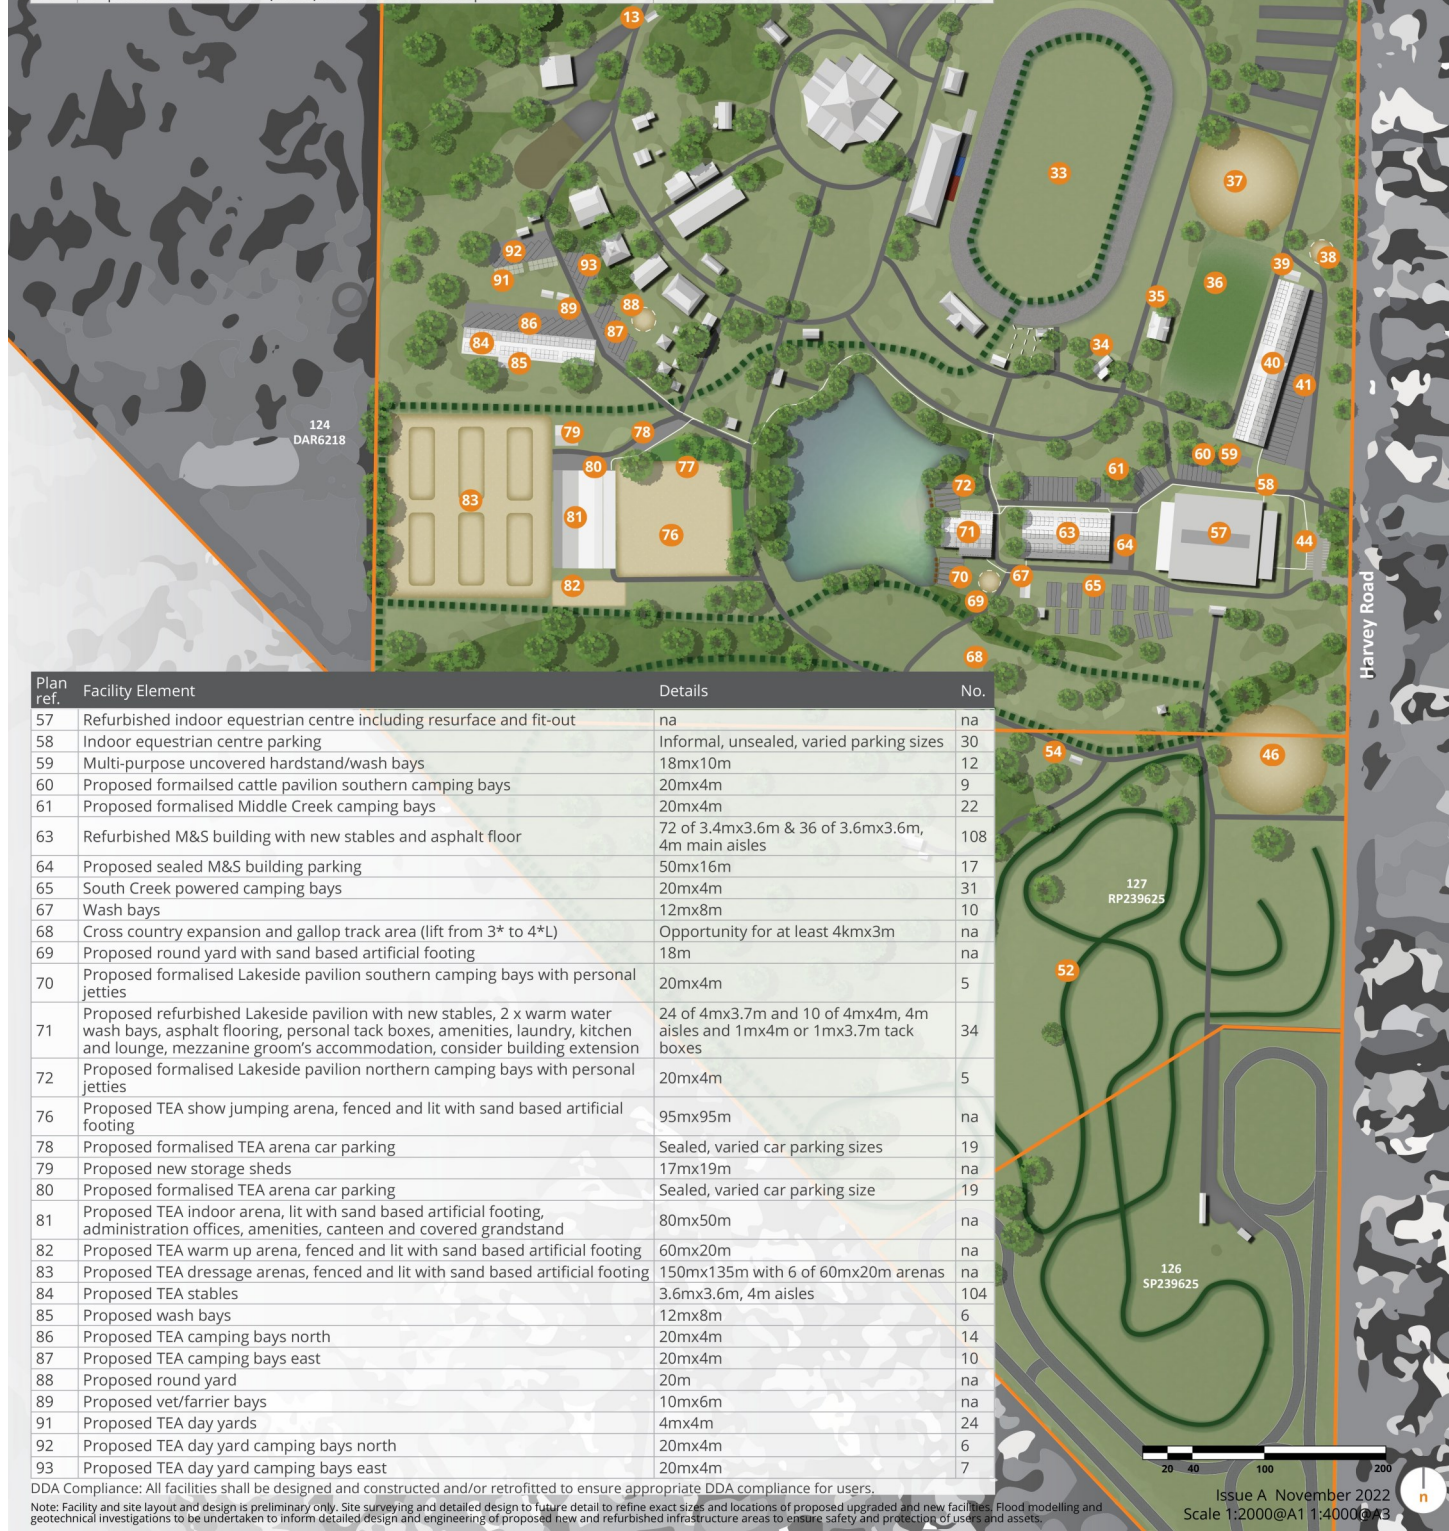 13
33
37
38
39
36
35
34
40
41
92
91
93
89
88
86
87
84
85
124
DAR6218
79
78
80
77
83
81
76
82
60
59
61
58
72
71
63
64
57
44
70
67
69
65
68
Harvey Road
54
46
127
RP239625
52
126
SP239625
Plan ref. Facility Element Details No.
57 Refurbished indoor equestrian centre including resurface and fit-out na na
58 Indoor equestrian centre parking Informal, unsealed, varied parking sizes 30
59 Multi-purpose uncovered hardstand/wash bays 18mx10m 12
60 Proposed formailsed cattle pavilion southern camping bays 20mx4m 9
61 Proposed formalised Middle Creek camping bays 20mx4m 22
63 Refurbished M&S building with new stables and asphalt floor 72 of 3.4mx3.6m & 36 of 3.6mx3.6m, 4m main aisles 108
64 Proposed sealed M&S building parking 50mx16m 17
65 South Creek powered camping bays 20mx4m 31
67 Wash bays 12mx8m 10
68 Cross country expansion and gallop track area (lift from 3* to 4*L) Opportunity for at least 4kmx3m na
69 Proposed round yard with sand based artificial footing 18m na
70 Proposed formalised Lakeside pavilion southern camping bays with personal jetties 20mx4m 5
71 Proposed refurbished Lakeside pavilion with new stables, 2 x warm water wash bays, asphalt flooring, personal tack boxes, amenities, laundry, kitchen and lounge, mezzanine groom's accommodation, consider building extension 24 of 4mx3.7m and 10 of 4mx4m, 4m aisles and 1mx4m or 1mx3.7m tack boxes 34
72 Proposed formalised Lakeside pavilion northern camping bays with personal jetties 20mx4m 5
76 Proposed TEA show jumping arena, fenced and lit with sand based artificial footing 95mx95m na
78 Proposed formalised TEA arena car parking Sealed, varied car parking sizes 19
79 Proposed new storage sheds 17mx19m na
80 Proposed formalised TEA arena car parking Sealed, varied car parking size 19
81 Proposed TEA indoor arena, lit with sand based artificial footing, administration offices, amenities, canteen and covered grandstand 80mx50m na
82 Proposed TEA warm up arena, fenced and lit with sand based artificial footing 60mx20m na
83 Proposed TEA dressage arenas, fenced and lit with sand based artificial footing 150mx135m with 6 of 60mx20m arenas na
84 Proposed TEA stables 3.6mx3.6m, 4m aisles 104
85 Proposed wash bays 12mx8m 6
86 Proposed TEA camping bays north 20mx4m 14
87 Proposed TEA camping bays east 20mx4m 10
88 Proposed round yard 20m na
89 Proposed vet/farrier bays 10mx6m na
91 Proposed TEA day yards 4mx4m 24
92 Proposed TEA day yard camping bays north 20mx4m 6
93 Proposed TEA day yard camping bays east 20mx4m 7
DDA Compliance: All facilities shall be designed and constructed and/or retrofitted to ensure appropriate DDA compliance for users.
Note: Facility and site layout and design is preliminary only. Site surveying and detailed design to future detail to refine exact sizes and locations of proposed upgraded and new facilities. Flood modelling and
geotechnical investigations to be undertaken to inform detailed design and engineering of proposed new and refurbished infrastructure areas to ensure safety and protection of users and assets.
20 40 100 200
Issue A November 2022
Scale 1:2000@A1 1:4000@A3
n